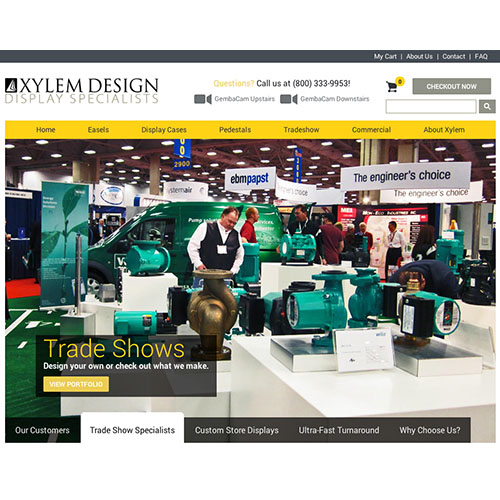 My Cart | About Us | Contact | FAQ
XYLEM DESIGN
DISPLAY SPECIALISTS
Questions? Call us at (800) 333-9953!
GembaCam Upstairs GembaCam Downstairs
0
CHECKOUT NOW
Home Easels Display Cases Pedestals Tradeshow Commercial About Xylem
2900
systemair
ebmpapst
The engineer's choice
The engineer's choice
Trade Shows
Design your own or check out what we make.
VIEW PORTFOLIO
Our Customers Trade Show Specialists Custom Store Displays Ultra-Fast Turnaround Why Choose Us?